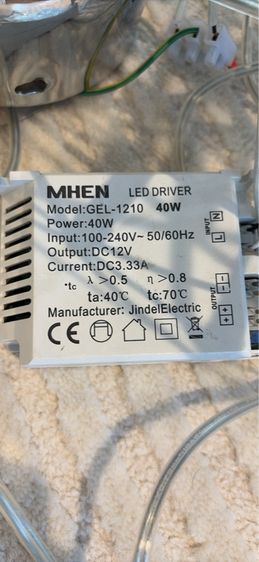 MHEN LED DRIVER
Model:GEL-1210 40W
Power:40W
Input:100-240V~ 50/60Hz
Output:DC12V
Current:DC3.33A
•tc λ>0.5 η>0.8
ta:40℃ tc:70℃
Manufacturer: JindelElectric
CE
INPUT
N
L
OUTPUT
−
−
+
+